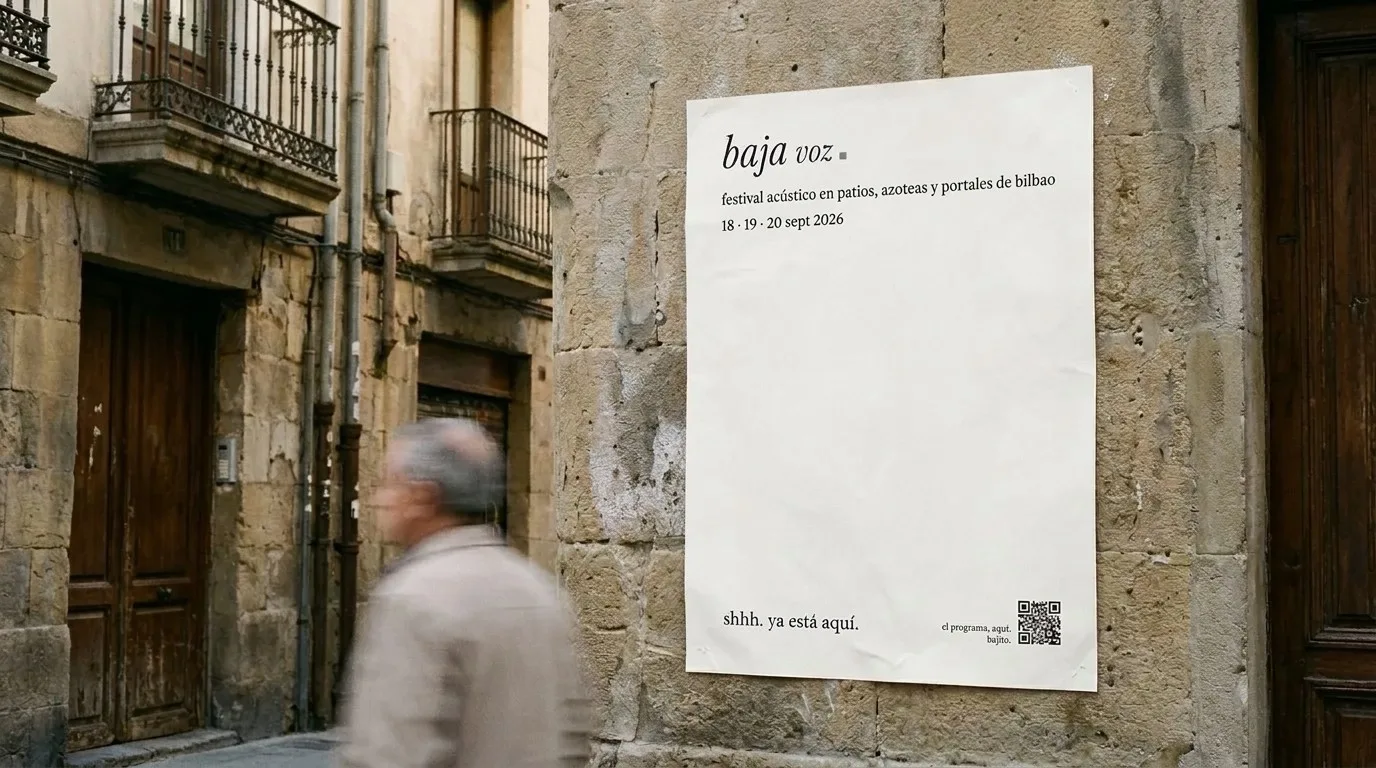 baja voz
festival acústico en patios, azoteas y portales de bilbao
18 · 19 · 20 sept 2026
shhh. ya está aquí.
el programa, aqut.
bajito.